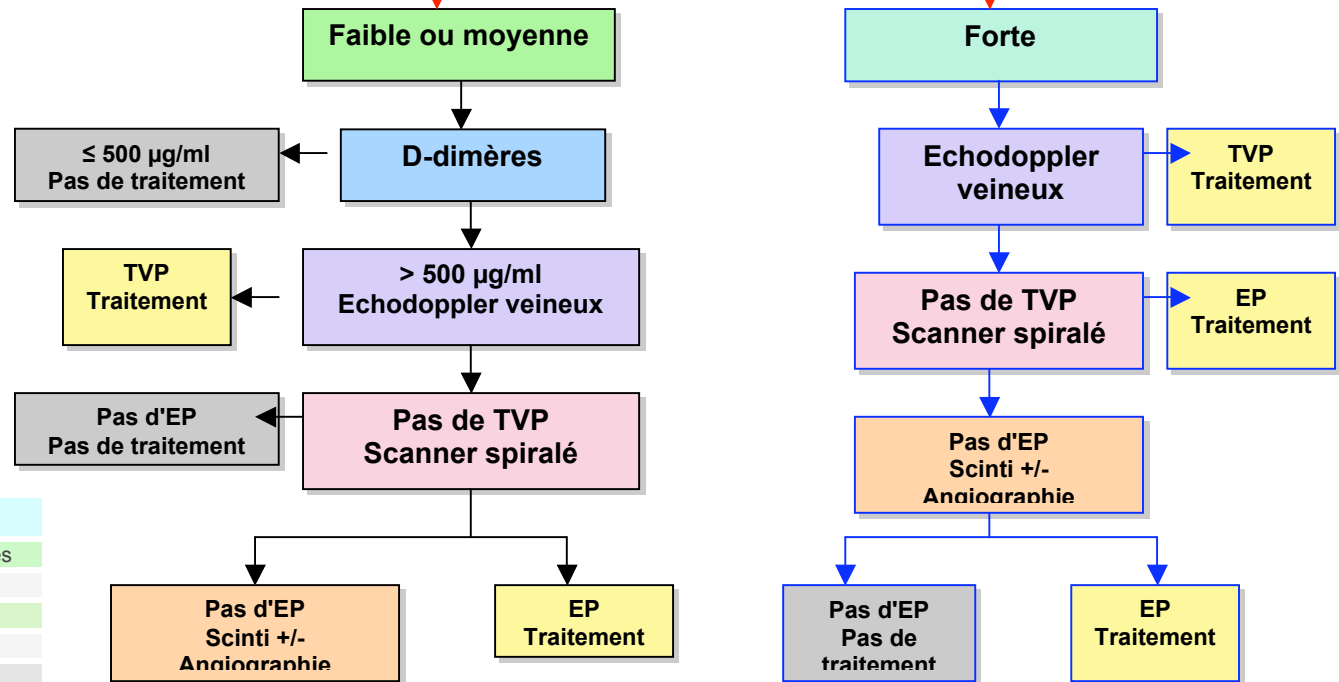 Faible ou moyenne
Forte
≤ 500 µg/ml
Pas de traitement
D-dimères
Echodoppler
veineux
TVP
Traitement
TVP
Traitement
> 500 µg/ml
Echodoppler veineux
Pas de TVP
Scanner spiralé
EP
Traitement
Pas d'EP
Pas de traitement
Pas de TVP
Scanner spiralé
Pas d'EP
Scinti +/-
Angiographie
Pas d'EP
Scinti +/-
Angiographie
EP
Traitement
Pas d'EP
Pas de
traitement
EP
Traitement